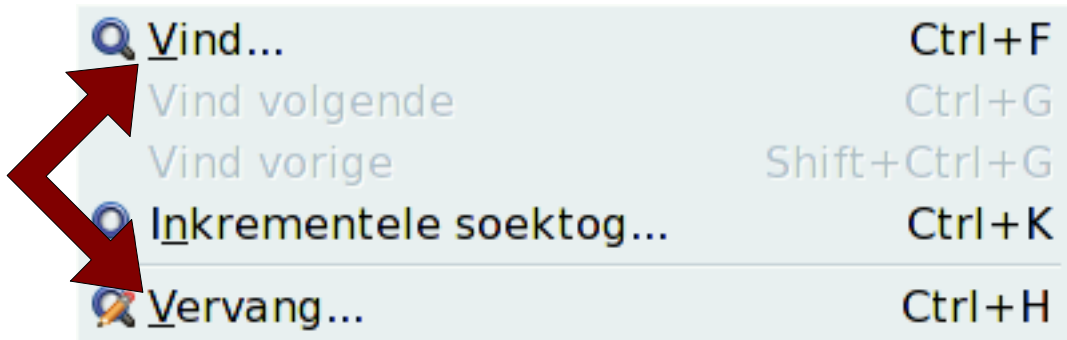 Vind... Ctrl+F
Vind volgende Ctrl+G
Vind vorige Shift+Ctrl+G
Inkrementele soektog... Ctrl+K
Vervang... Ctrl+H